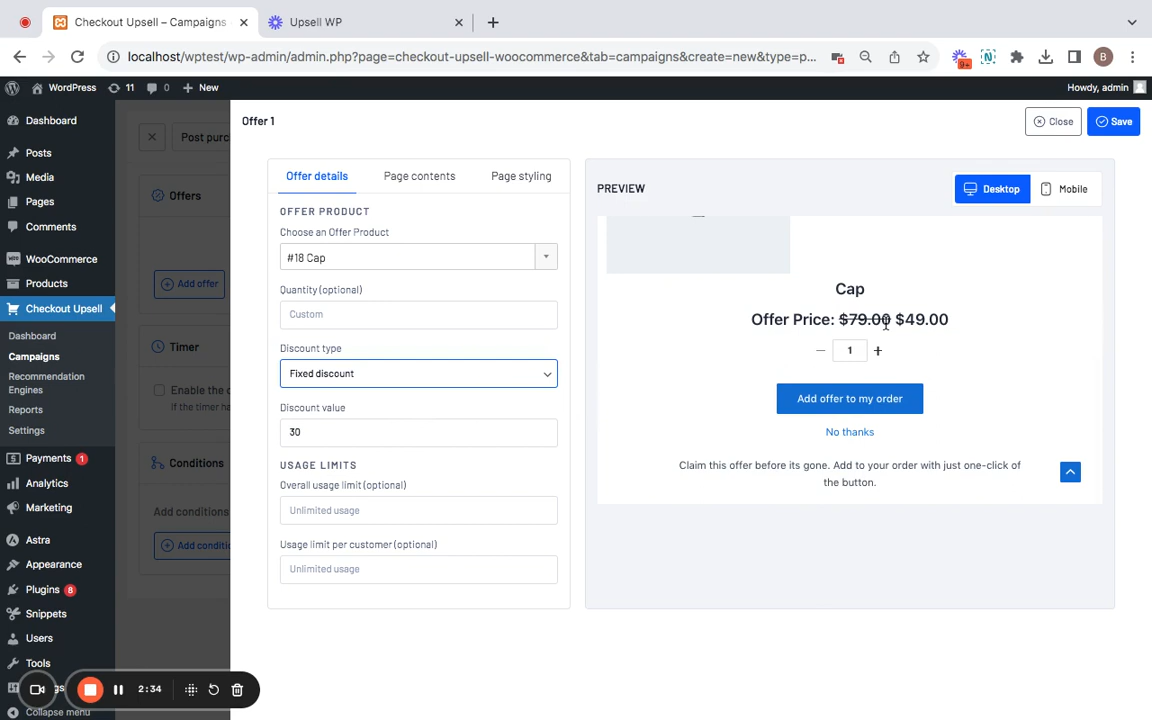 Checkout Upsell – Campaigns
Upsell WP
localhost/wptest/wp-admin/admin.php?page=checkout-upsell-woocommerce&tab=campaigns&create=new&type=p...
9+
N
B
WordPress
11
0
New
Howdy, admin
Dashboard
Posts
Media
Pages
Comments
WooCommerce
Products
Checkout Upsell
Dashboard
Campaigns
Recommendation
Engines
Reports
Settings
Payments 1
Analytics
Marketing
Astra
Appearance
Plugins 8
Snippets
Users
Tools
Collapse menu
2:34
Post purc
Offers
Add offer
Timer
Enable the c
If the timer ha
Conditions
Add conditions
Add conditio
Offer 1
Close
Save
Offer details
Page contents
Page styling
OFFER PRODUCT
Choose an Offer Product
#18 Cap
Quantity (optional)
Custom
Discount type
Fixed discount
Discount value
30
USAGE LIMITS
Overall usage limit (optional)
Unlimited usage
Usage limit per customer (optional)
Unlimited usage
PREVIEW
Desktop
Mobile
Cap
Offer Price: $79.00 $49.00
− 1 +
Add offer to my order
No thanks
Claim this offer before its gone. Add to your order with just one-click of
the button.